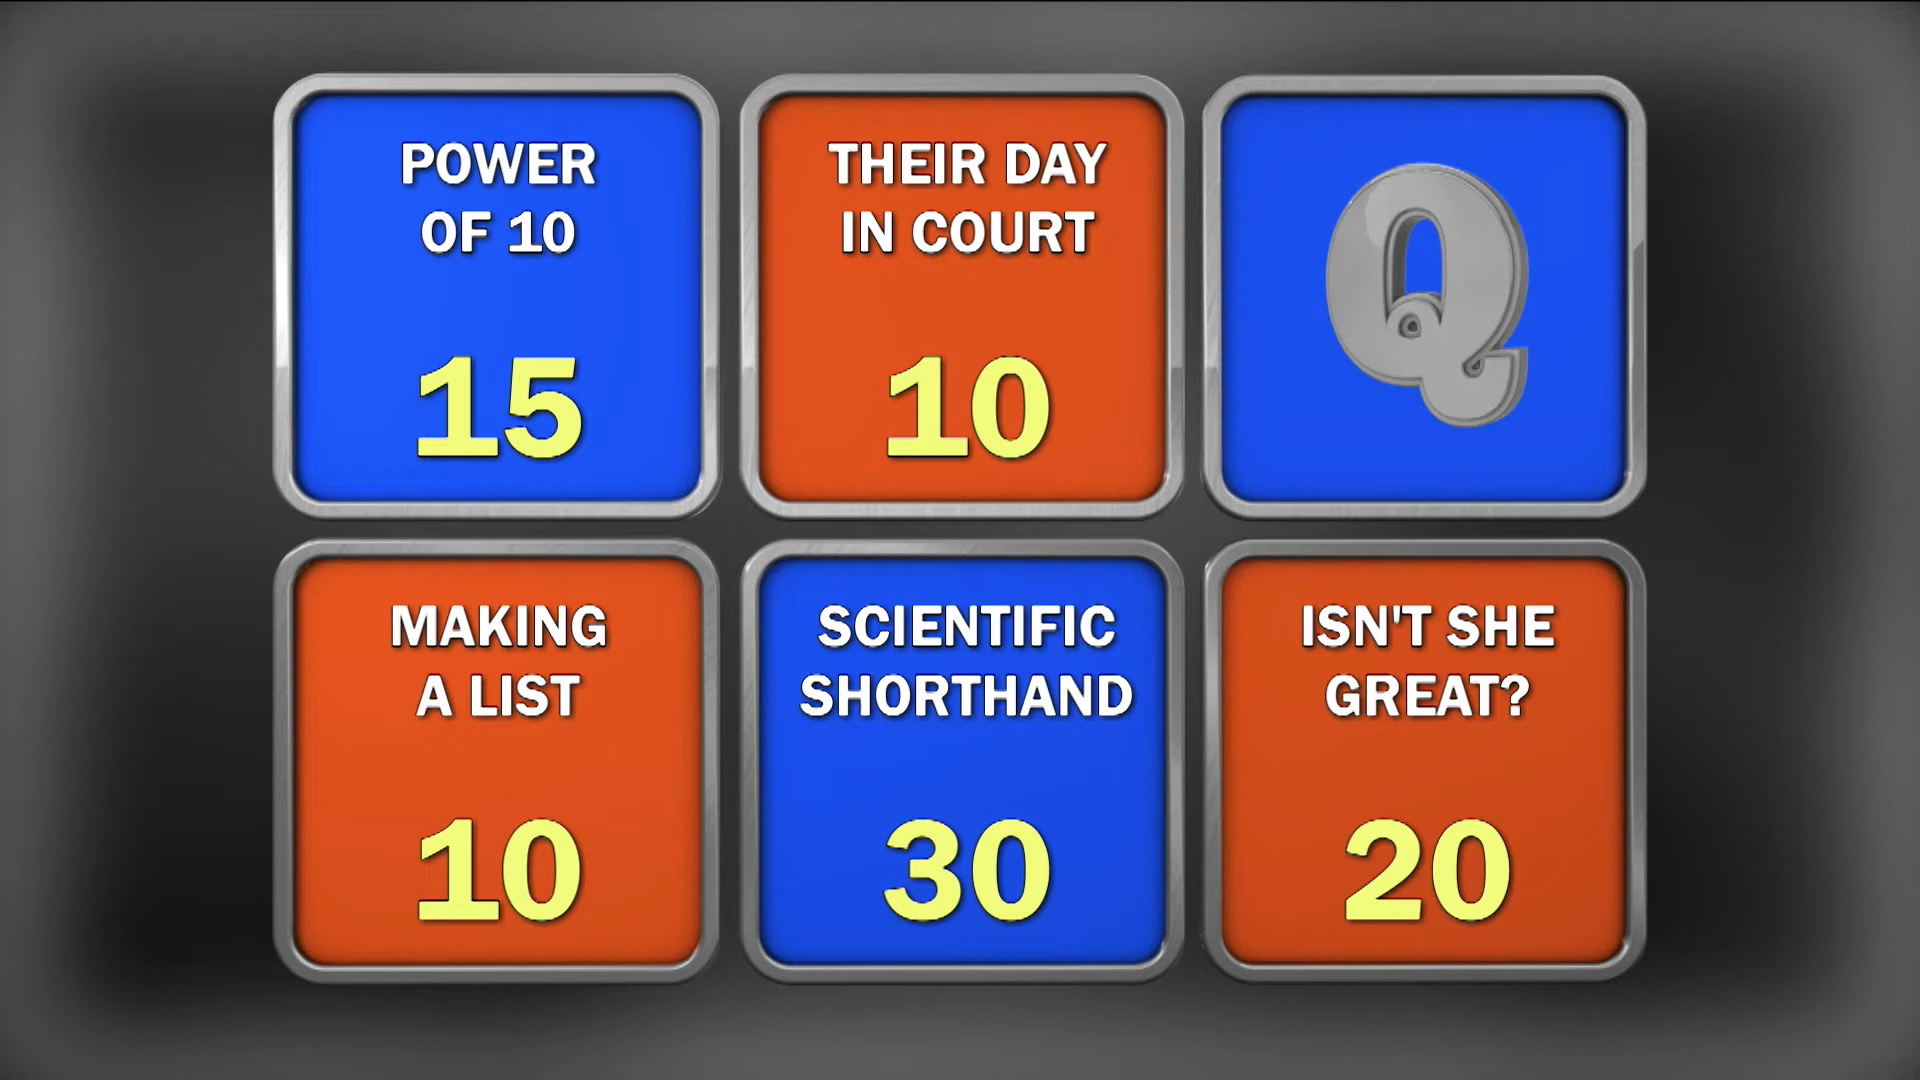 POWER
OF 10
15
THEIR DAY
IN COURT
10
Q
MAKING
A LIST
10
SCIENTIFIC
SHORTHAND
30
ISN'T SHE
GREAT?
20